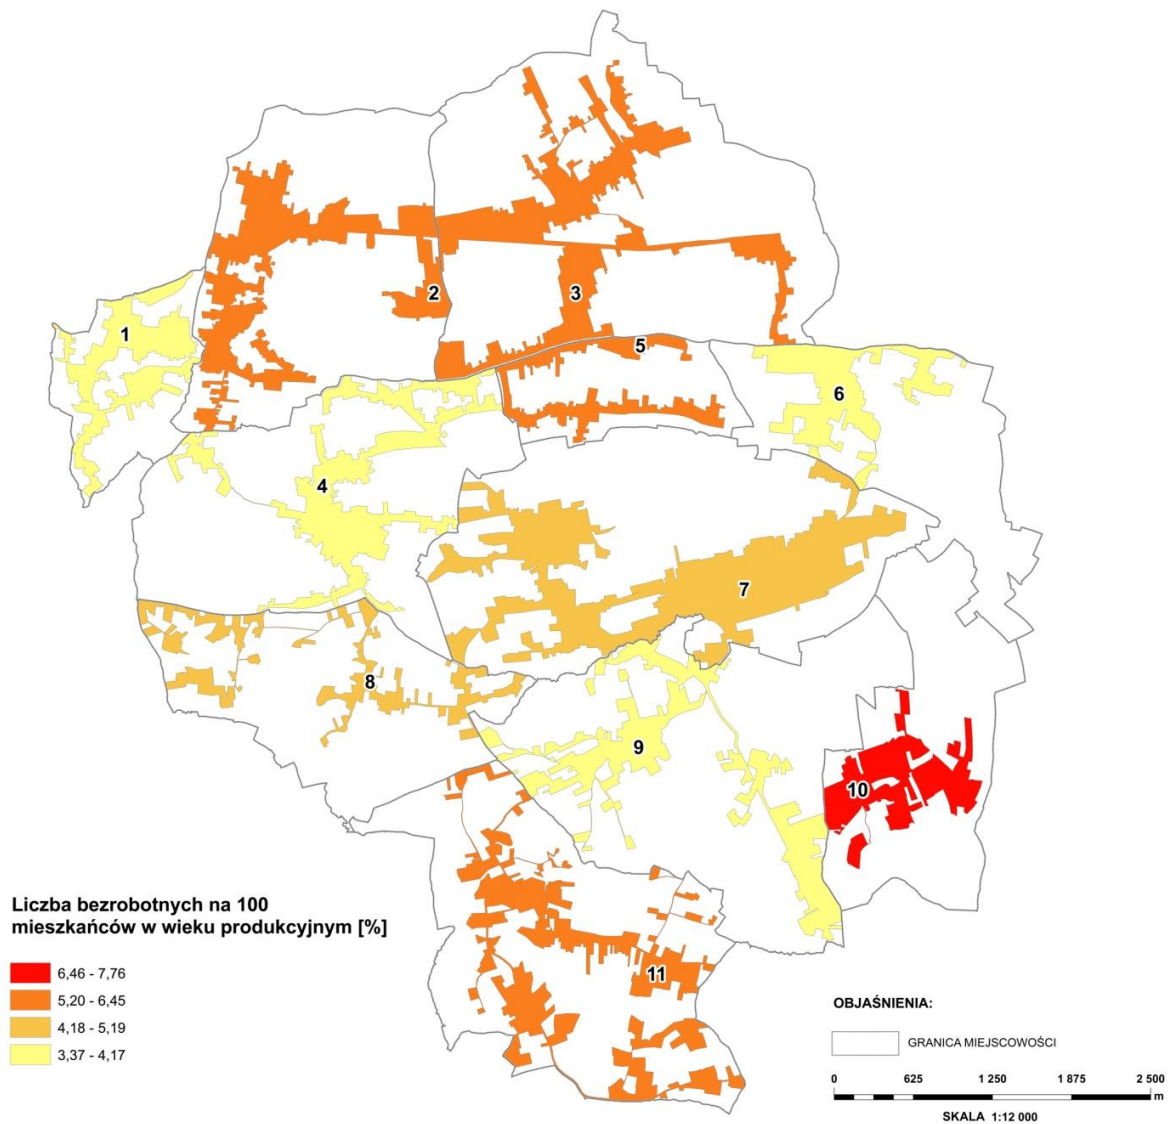 2
3
1
5
6
4
7
8
9
10
11
Liczba bezrobotnych na 100
mieszkańców w wieku produkcyjnym [%]
6,46 - 7,76
5,20 - 6,45
4,18 - 5,19
3,37 - 4,17
OBJAŚNIENIA:
GRANICA MIEJSCOWOŚCI
0 625 1 250 1 875 2 500
m
SKALA 1:12 000